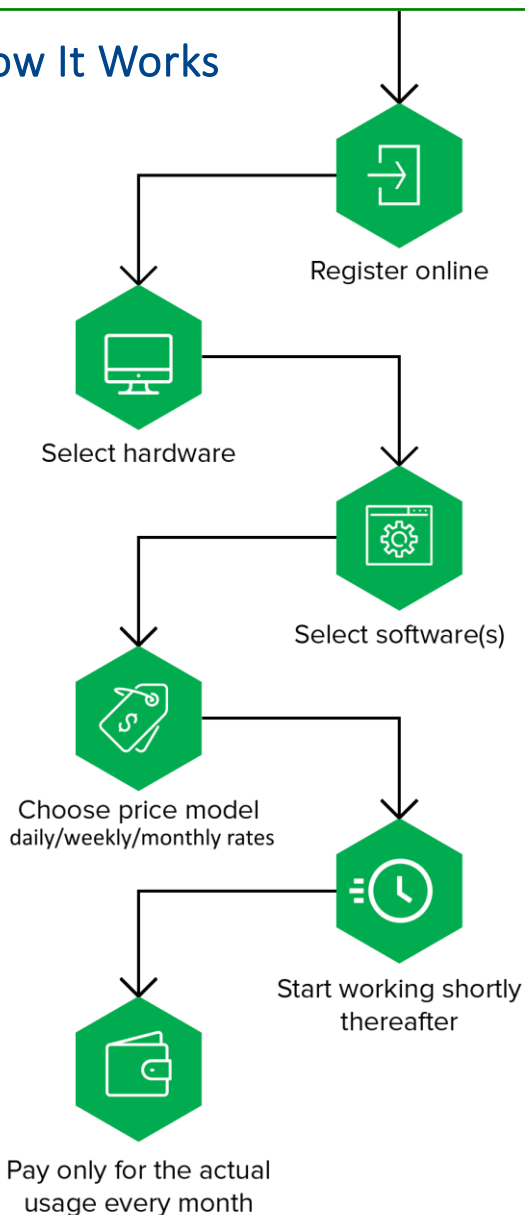 ow It Works
Register online
Select hardware
Select software(s)
Choose price model
daily/weekly/monthly rates
Start working shortly
thereafter
Pay only for the actual
usage every month